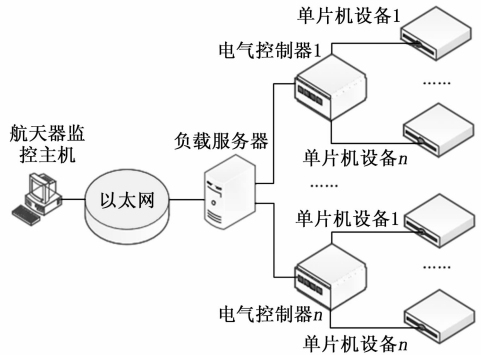 单片机设备1
电气控制器1
……
航天器监
控主机
负载服务器
单片机设备n
以太网
……
单片机设备1
……
电气控制器n
单片机设备n